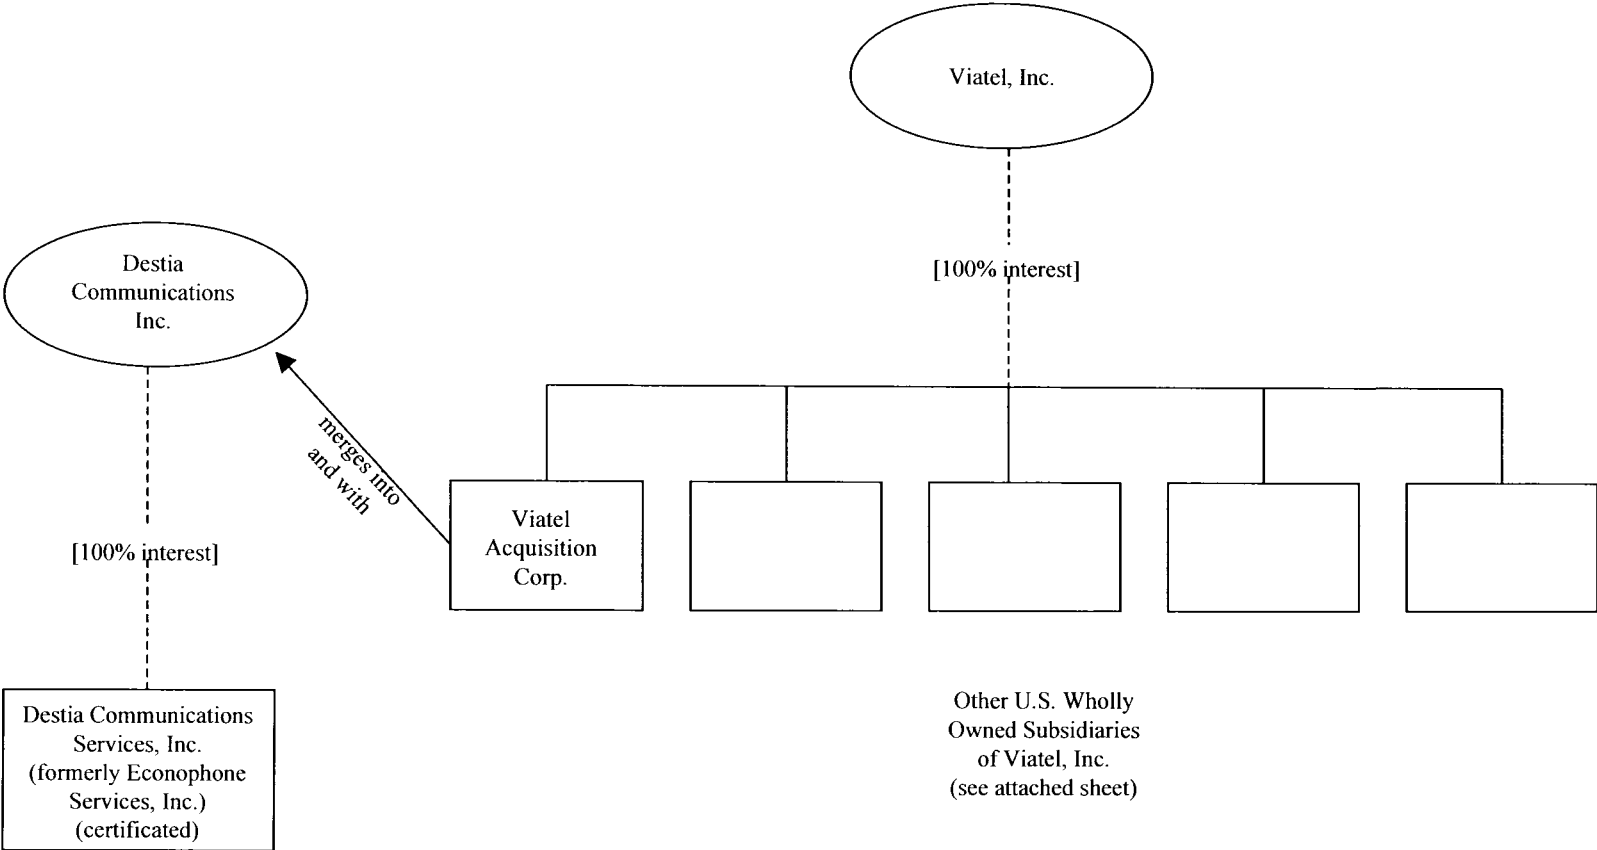 Viatel, Inc.
[100% interest]
Destia
Communications
Inc.
merges into
and with
[100% interest]
Viatel
Acquisition
Corp.
Destia Communications
Services, Inc.
(formerly Econophone
Services, Inc.)
(certificated)
Other U.S. Wholly
Owned Subsidiaries
of Viatel, Inc.
(see attached sheet)